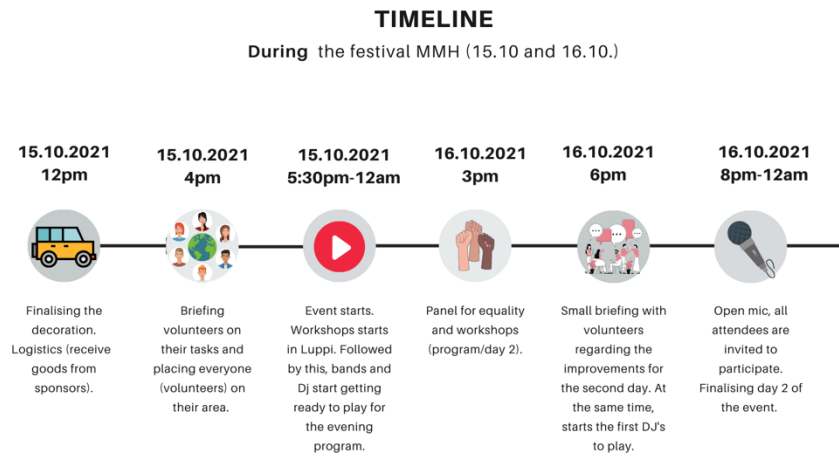 TIMELINE
During the festival MMH (15.10 and 16.10.)
15.10.2021
12pm
Finalising the
decoration.
Logistics (receive
goods from
sponsors).
15.10.2021
4pm
Briefing
volunteers on
their tasks and
placing everyone
(volunteers) on
their area.
15.10.2021
5:30pm-12am
Event starts.
Workshops starts
in Luppi. Followed
by this, bands and
Dj start getting
ready to play for
the evening
program.
16.10.2021
3pm
Panel for equality
and workshops
(program/day 2).
16.10.2021
6pm
Small briefing with
volunteers
regarding the
improvements for
the second day. At
the same time,
starts the first DJ's
to play.
16.10.2021
8pm-12am
Open mic, all
attendees are
invited to
participate.
Finalising day 2 of
the event.